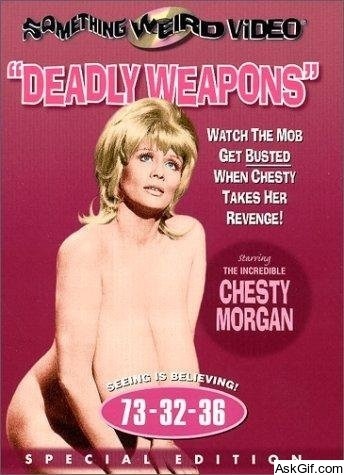 SOMETHING WEIRD VIDEO
"DEADLY WEAPONS"
WATCH THE MOB
GET BUSTED
WHEN CHESTY
TAKES HER
REVENGE!
starring
THE INCREDIBLE
CHESTY
MORGAN
SEEING IS BELIEVING!
73-32-36
SPECIAL EDITION
AskGif.com